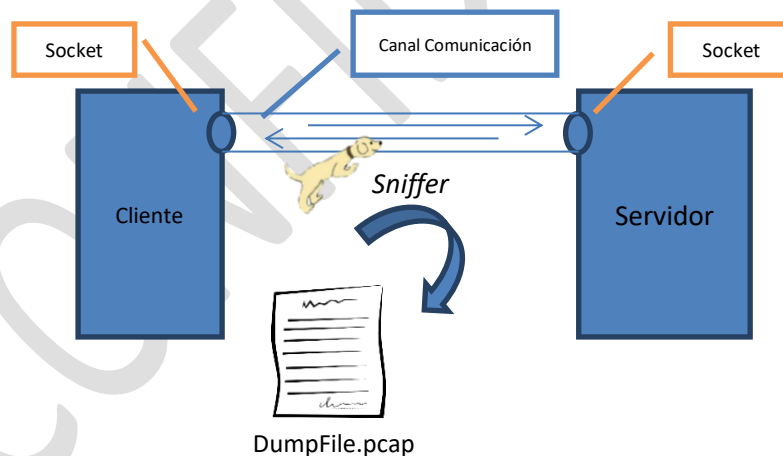 Socket
Canal Comunicación
Socket
Cliente
Sniffer
Servidor
DumpFile.pcap